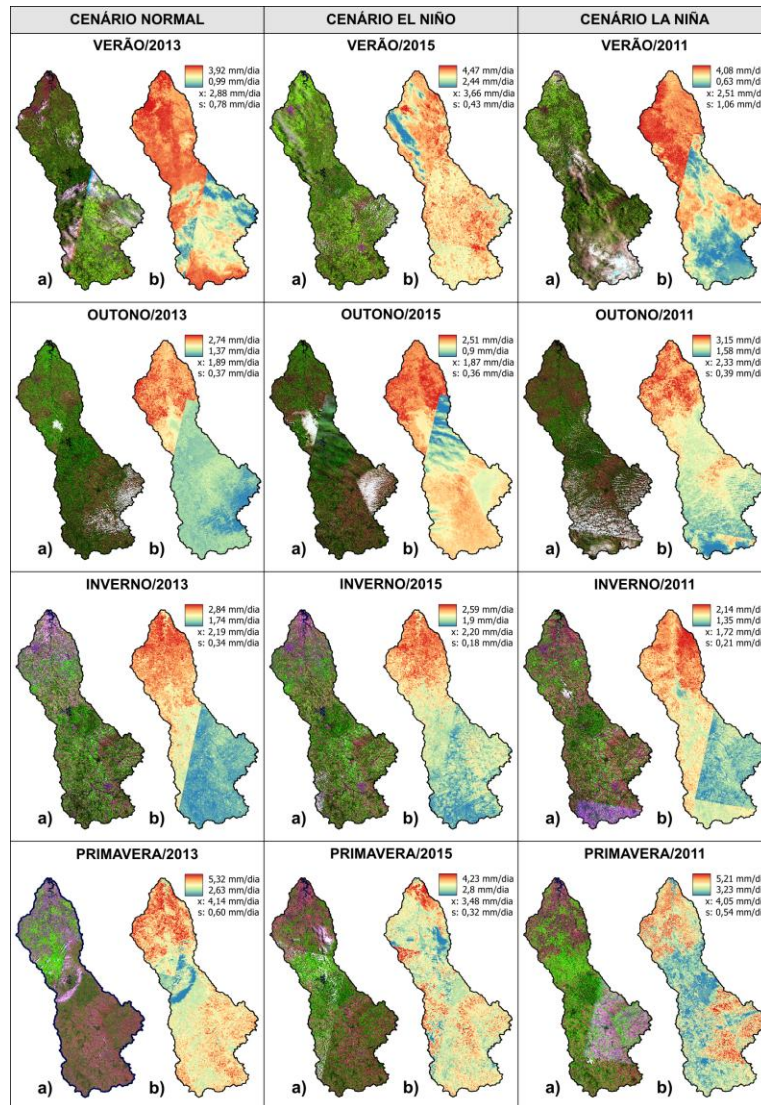 CENÁRIO NORMAL
CENÁRIO EL NIÑO
CENÁRIO LA NIÑA
VERÃO/2013
3,92 mm/dia
0,99 mm/dia
x: 2,88 mm/dia
s: 0,78 mm/dia
a)
b)
VERÃO/2015
4,47 mm/dia
2,44 mm/dia
x: 3,66 mm/dia
s: 0,43 mm/dia
a)
b)
VERÃO/2011
4,08 mm/dia
0,63 mm/dia
x: 2,51 mm/dia
s: 1,06 mm/dia
a)
b)
OUTONO/2013
2,74 mm/dia
1,37 mm/dia
x: 1,89 mm/dia
s: 0,37 mm/dia
a)
b)
OUTONO/2015
2,51 mm/dia
0,9 mm/dia
x: 1,87 mm/dia
s: 0,36 mm/dia
a)
b)
OUTONO/2011
3,15 mm/dia
1,58 mm/dia
x: 2,33 mm/dia
s: 0,39 mm/dia
a)
b)
INVERNO/2013
2,84 mm/dia
1,74 mm/dia
x: 2,19 mm/dia
s: 0,34 mm/dia
a)
b)
INVERNO/2015
2,59 mm/dia
1,9 mm/dia
x: 2,20 mm/dia
s: 0,18 mm/dia
a)
b)
INVERNO/2011
2,14 mm/dia
1,35 mm/dia
x: 1,72 mm/dia
s: 0,21 mm/dia
a)
b)
PRIMAVERA/2013
5,32 mm/dia
2,63 mm/dia
x: 4,14 mm/dia
s: 0,60 mm/dia
a)
b)
PRIMAVERA/2015
4,23 mm/dia
2,8 mm/dia
x: 3,48 mm/dia
s: 0,32 mm/dia
a)
b)
PRIMAVERA/2011
5,21 mm/dia
3,23 mm/dia
x: 4,05 mm/dia
s: 0,54 mm/dia
a)
b)